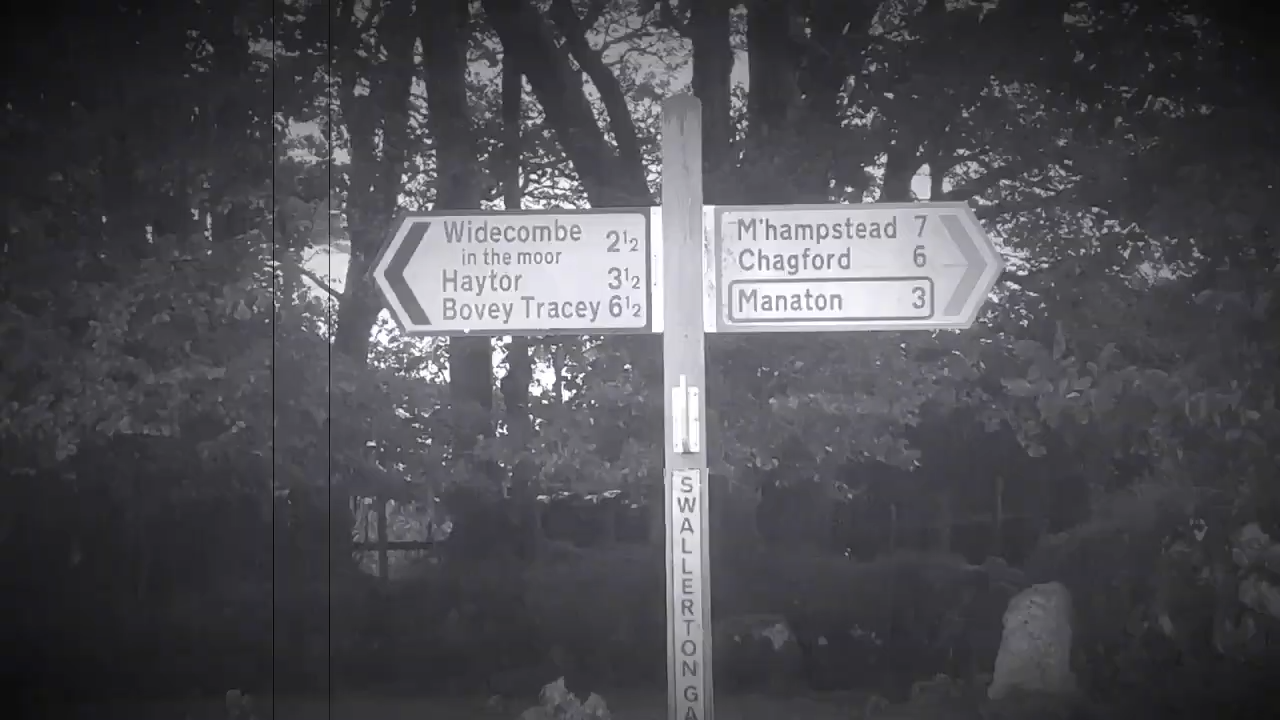 Widecombe 2½
in the moor
Haytor 3½
Bovey Tracey 6½
M'hampstead 7
Chagford 6
Manaton 3
SWALLERTON GA